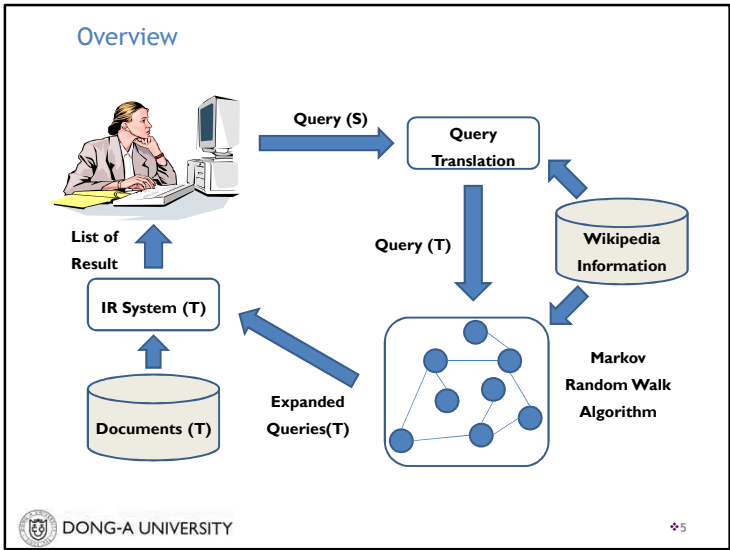 Overview
Query (S)
Query
Translation
List of
Result
Query (T)
Wikipedia
Information
IR System (T)
Markov
Random Walk
Algorithm
Expanded
Queries(T)
Documents (T)
DONG-A UNIVERSITY
❖5